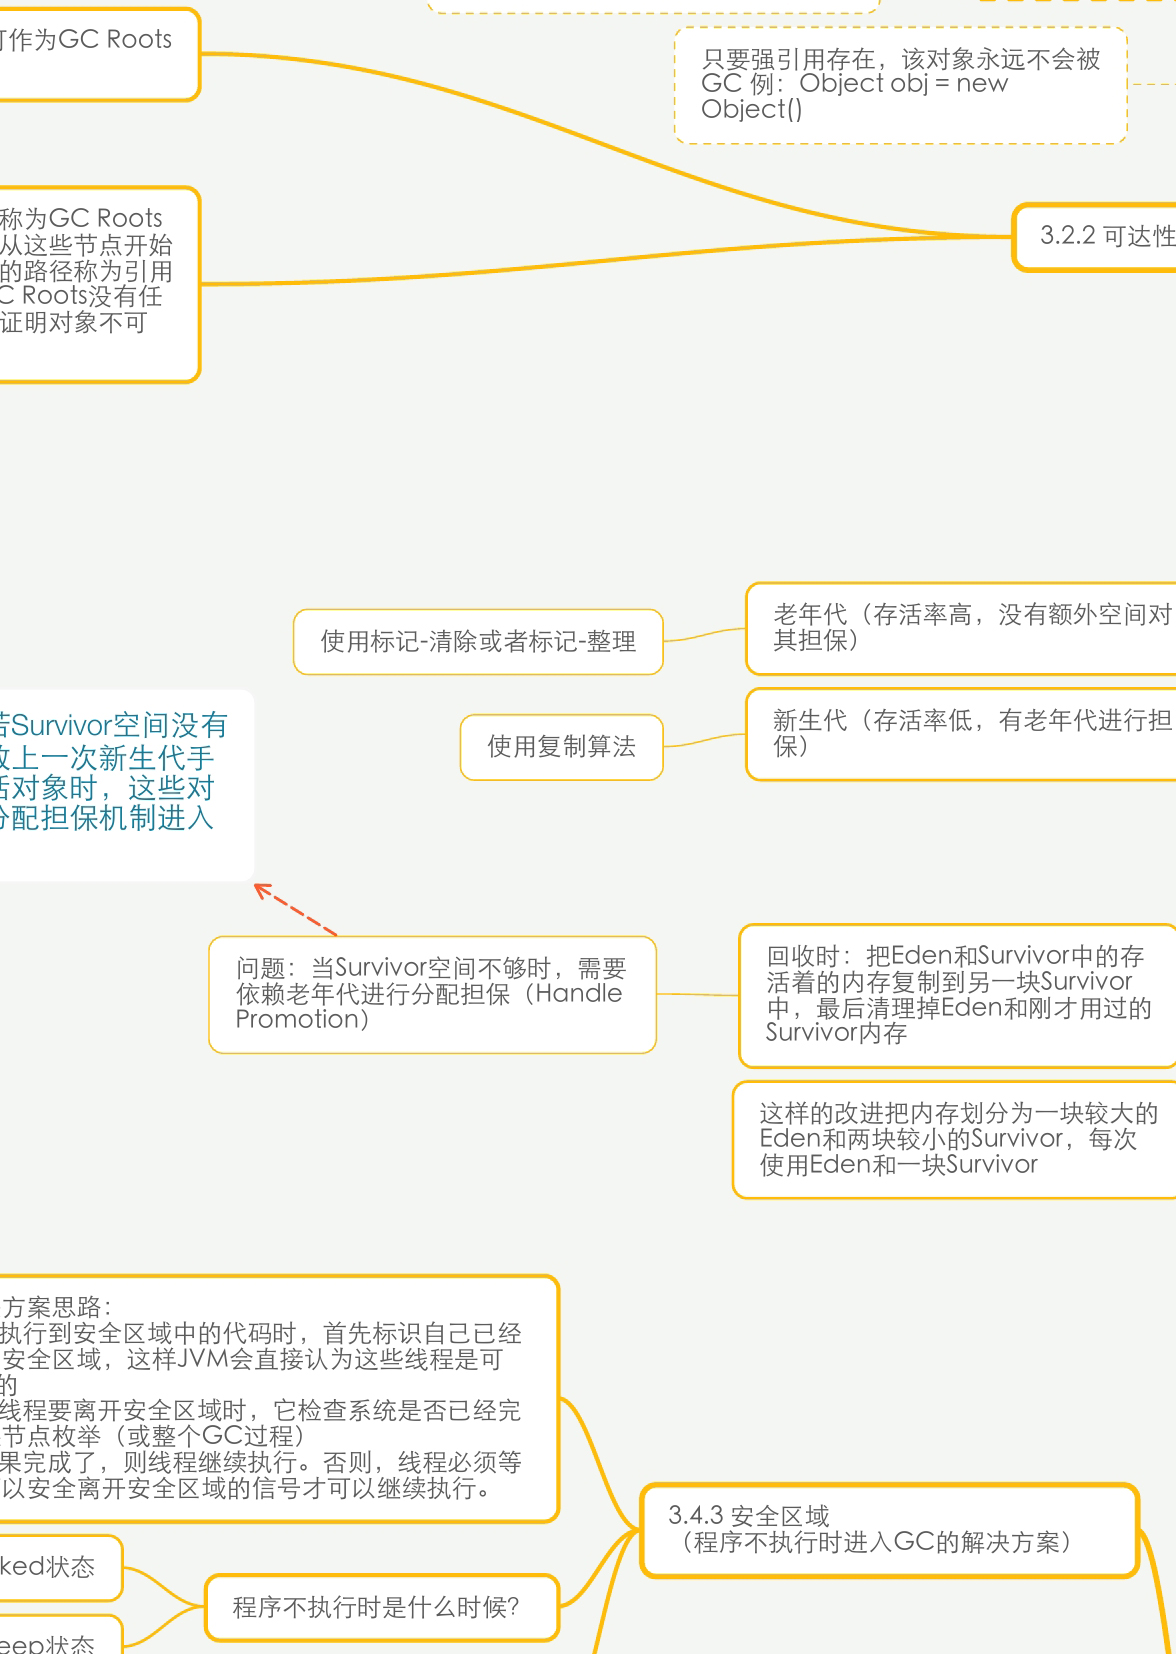 可作为GC Roots
只要强引用存在，该对象永远不会被
GC 例：Object obj = new
Object()
称为GC Roots
从这些节点开始
的路径称为引用
C Roots没有任
证明对象不可
3.2.2 可达性
使用标记-清除或者标记-整理
老年代（存活率高，没有额外空间对
其担保）
使用复制算法
新生代（存活率低，有老年代进行担
保）
若Survivor空间没有
放上一次新生代手
活对象时，这些对
分配担保机制进入
问题：当Survivor空间不够时，需要
依赖老年代进行分配担保（Handle
Promotion）
回收时：把Eden和Survivor中的存
活着的内存复制到另一块Survivor
中，最后清理掉Eden和刚才用过的
Survivor内存
这样的改进把内存划分为一块较大的
Eden和两块较小的Survivor，每次
使用Eden和一块Survivor
方案思路：
执行到安全区域中的代码时，首先标识自己已经
安全区域，这样JVM会直接认为这些线程是可
的
线程要离开安全区域时，它检查系统是否已经完
节点枚举（或整个GC过程）
果完成了，则线程继续执行。否则，线程必须等
以安全离开安全区域的信号才可以继续执行。
3.4.3 安全区域
（程序不执行时进入GC的解决方案）
ked状态
程序不执行时是什么时候？
eep状态